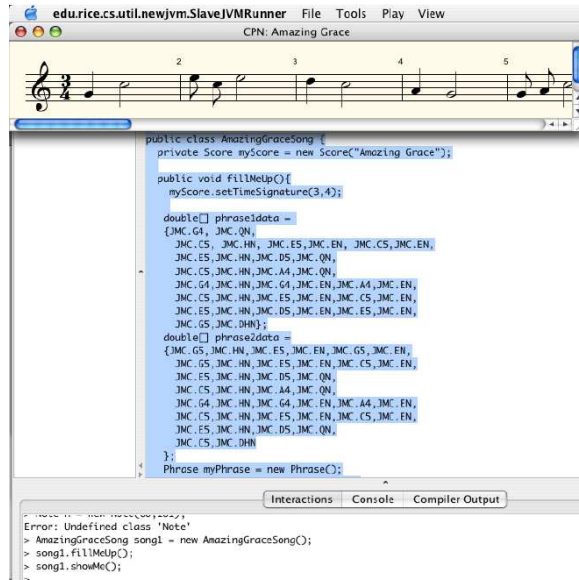 edu.rice.cs.util.newjvm.SlaveJVMRunner File Tools Play View
CPN: Amazing Grace
2 3 4 5
3
4
public class AmazingGraceSong {
private Score myScore = new Score("Amazing Grace");
public void fillMeUp(){
myScore.setTimeSignature(3,4);
double[] phrase1data =
{JMC.G4, JMC.QN,
JMC.C5, JMC.HN, JMC.E5,JMC.EN, JMC.C5,JMC.EN,
JMC.E5,JMC.HN,JMC.D5,JMC.QN,
JMC.C5,JMC.HN,JMC.A4,JMC.QN,
JMC.G4,JMC.HN,JMC.G4,JMC.EN,JMC.A4,JMC.EN,
JMC.C5,JMC.HN,JMC.E5,JMC.EN,JMC.C5,JMC.EN,
JMC.E5,JMC.HN,JMC.D5,JMC.EN,JMC.E5,JMC.EN,
JMC.G5,JMC.DHN};
double[] phrase2data =
{JMC.G5,JMC.HN,JMC.E5,JMC.EN,JMC.G5,JMC.EN,
JMC.G5,JMC.HN,JMC.E5,JMC.EN,JMC.C5,JMC.EN,
JMC.E5,JMC.HN,JMC.D5,JMC.QN,
JMC.C5,JMC.HN,JMC.A4,JMC.QN,
JMC.G4,JMC.HN,JMC.G4,JMC.EN,JMC.A4,JMC.EN,
JMC.C5,JMC.HN,JMC.E5,JMC.EN,JMC.C5,JMC.EN,
JMC.E5,JMC.HN,JMC.D5,JMC.QN,
JMC.C5,JMC.DHN
};
Phrase myPhrase = new Phrase();
Interactions Console Compiler Output
Error: Undefined class 'Note'
> AmazingGraceSong song1 = new AmazingGraceSong();
> song1.fillMeUp();
> song1.showMe();